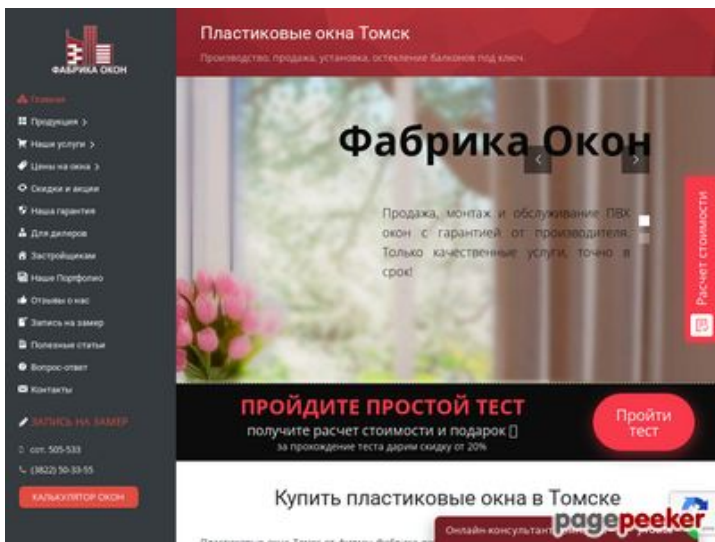 ФАБРИКА ОКОН
Главная
Продукция
Наши услуги
Цены на окна
Скидки и акции
Наша гарантия
Для дилеров
Застройщикам
Наше Портфолио
Отзывы о нас
Запись на замер
Полезные статьи
Вопрос-ответ
Контакты
ЗАПИСЬ НА ЗАМЕР
сот. 505-533
(3822) 50-33-55
КАЛЬКУЛЯТОР ОКОН
Пластиковые окна Томск
Производство, продажа, установка, остекление балконов под ключ.
Фабрика Окон
Продажа, монтаж и обслуживание ПВХ
окон с гарантией от производителя.
Только качественные услуги, точно в
срок!
Расчет стоимости
ПРОЙДИТЕ ПРОСТОЙ ТЕСТ
получите расчет стоимости и подарок
за прохождение теста дарим скидку от 20%
Пройти
тест
Купить пластиковые окна в Томске
Онлайн-консультант
pagepeeker